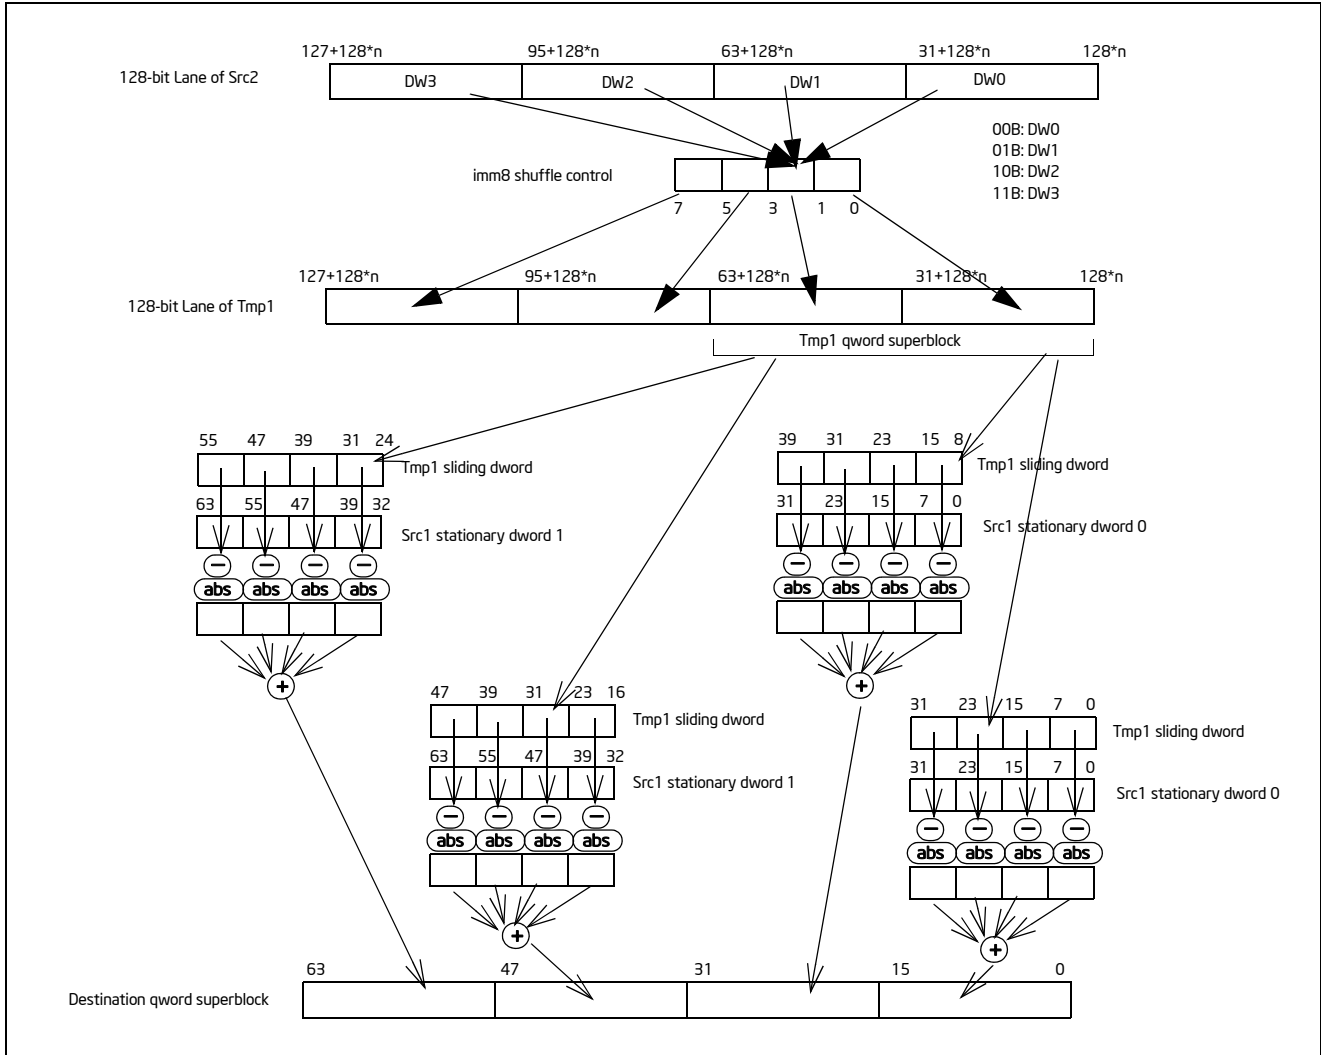 127+128*n 95+128*n 63+128*n 31+128*n 128*n
128-bit Lane of Src2 DW3 DW2 DW1 DW0
00B: DW0
01B: DW1
10B: DW2
11B: DW3
imm8 shuffle control
7 5 3 1 0
127+128*n 95+128*n 63+128*n 31+128*n 128*n
128-bit Lane of Tmp1
Tmp1 qword superblock
55 47 39 31 24
Tmp1 sliding dword
63 55 47 39 32
Src1 stationary dword 1
− − − −
abs abs abs abs
+
39 31 23 15 8
Tmp1 sliding dword
31 23 15 7 0
Src1 stationary dword 0
− − − −
abs abs abs abs
+
47 39 31 23 16
Tmp1 sliding dword
63 55 47 39 32
Src1 stationary dword 1
− − − −
abs abs abs abs
+
31 23 15 7 0
Tmp1 sliding dword
31 23 15 7 0
Src1 stationary dword 0
− − − −
abs abs abs abs
+
63 47 31 15 0
Destination qword superblock